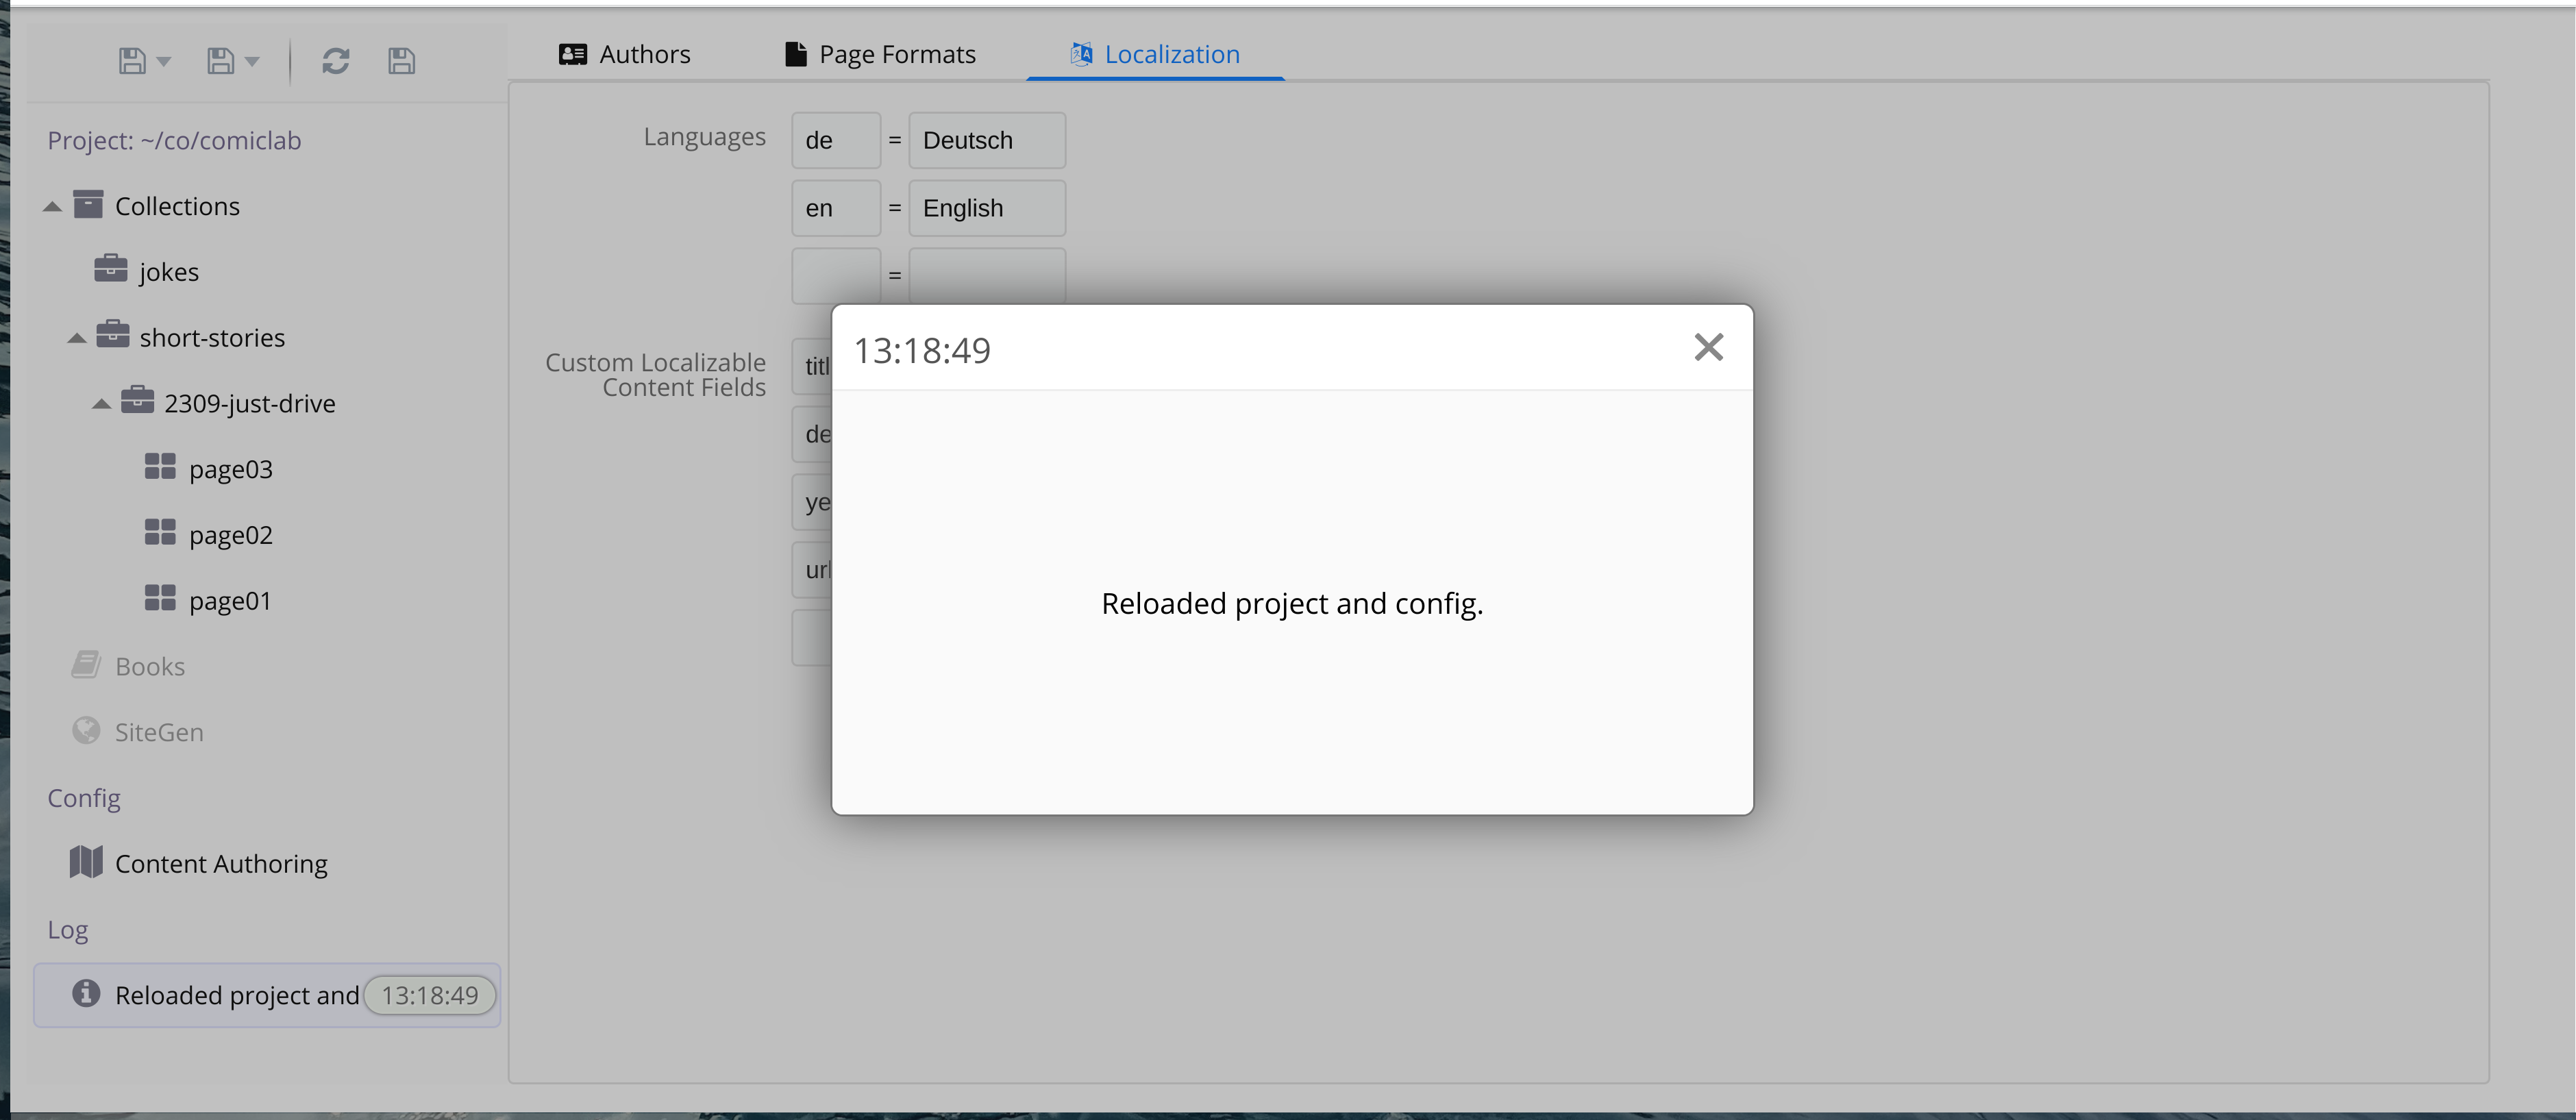 Authors
Page Formats
Localization
Project: ~/co/comiclab
Collections
jokes
short-stories
2309-just-drive
page03
page02
page01
Books
SiteGen
Config
Content Authoring
Log
Reloaded project and 13:18:49
Languages
de = Deutsch
en = English
=
Custom Localizable
Content Fields
titl
de
ye
url
13:18:49
Reloaded project and config.